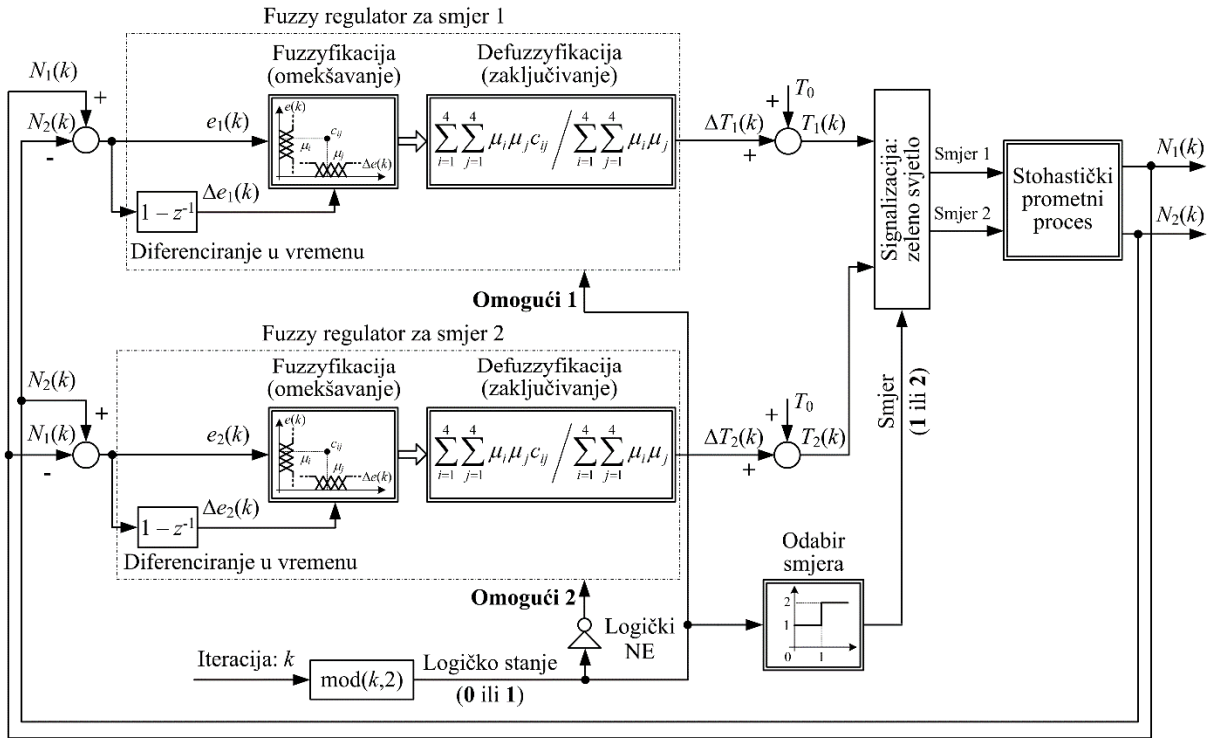 Fuzzy regulator za smjer 1
Fuzzyfikacija
(omekšavanje)
Defuzzyfikacija
(zaključivanje)
N₁(k)
+
N₂(k)
-
e₁(k)
e(k)
μᵢ
cᵢⱼ
μⱼ
Δe(k)
∑_{i=1}^{4} ∑_{j=1}^{4} μᵢμⱼcᵢⱼ / ∑_{i=1}^{4} ∑_{j=1}^{4} μᵢμⱼ
ΔT₁(k)
+
+
T₀
T₁(k)
Δe₁(k)
1 − z⁻¹
Diferenciranje u vremenu
Signalizacija:
zeleno svjetlo
Smjer 1
Smjer 2
Stohastički
prometni
proces
N₁(k)
N₂(k)
Omogući 1
Fuzzy regulator za smjer 2
Fuzzyfikacija
(omekšavanje)
Defuzzyfikacija
(zaključivanje)
N₂(k)
+
N₁(k)
-
e₂(k)
e(k)
μᵢ
cᵢⱼ
μⱼ
Δe(k)
∑_{i=1}^{4} ∑_{j=1}^{4} μᵢμⱼcᵢⱼ / ∑_{i=1}^{4} ∑_{j=1}^{4} μᵢμⱼ
ΔT₂(k)
+
+
T₀
T₂(k)
Δe₂(k)
1 − z⁻¹
Diferenciranje u vremenu
Smjer
(1 ili 2)
Omogući 2
Logički
NE
Odabir
smjera
2
1
0
1
Iteracija: k
mod(k,2)
Logičko stanje
(0 ili 1)